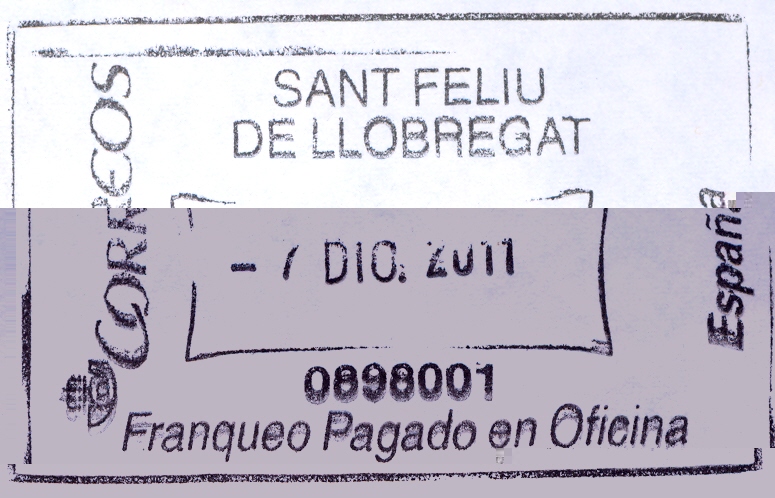 SANT FELIU
DE LLOBREGAT
CORREOS
España
- 7 DIC. 2011
0898001
Franqueo Pagado en Oficina